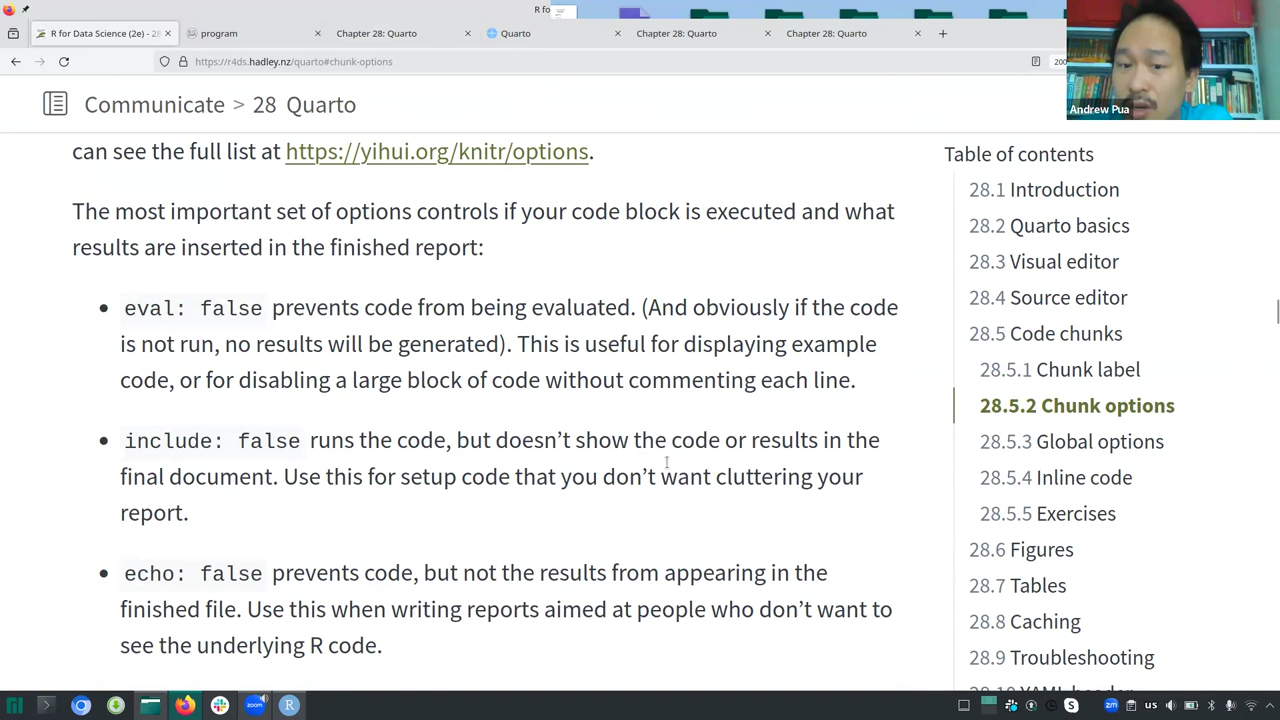 R fo
R for Data Science (2e) - 28
program
Chapter 28: Quarto
Quarto
Chapter 28: Quarto
Chapter 28: Quarto
https://r4ds.hadley.nz/quarto#chunk-options
200
Andrew Pua
Communicate > 28 Quarto
can see the full list at https://yihui.org/knitr/options.
The most important set of options controls if your code block is executed and what
results are inserted in the finished report:
eval: false prevents code from being evaluated. (And obviously if the code
is not run, no results will be generated). This is useful for displaying example
code, or for disabling a large block of code without commenting each line.
include: false runs the code, but doesn’t show the code or results in the
final document. Use this for setup code that you don’t want cluttering your
report.
echo: false prevents code, but not the results from appearing in the
finished file. Use this when writing reports aimed at people who don’t want to
see the underlying R code.
Table of contents
28.1 Introduction
28.2 Quarto basics
28.3 Visual editor
28.4 Source editor
28.5 Code chunks
28.5.1 Chunk label
28.5.2 Chunk options
28.5.3 Global options
28.5.4 Inline code
28.5.5 Exercises
28.6 Figures
28.7 Tables
28.8 Caching
28.9 Troubleshooting
28.10 YAML header
zoom
zm
us